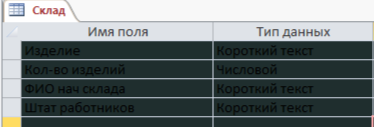 Склад
Имя поля Тип данных
Изделие Короткий текст
Кол-во изделий Числовой
ФИО нач склада Короткий текст
Штат работников Короткий текст